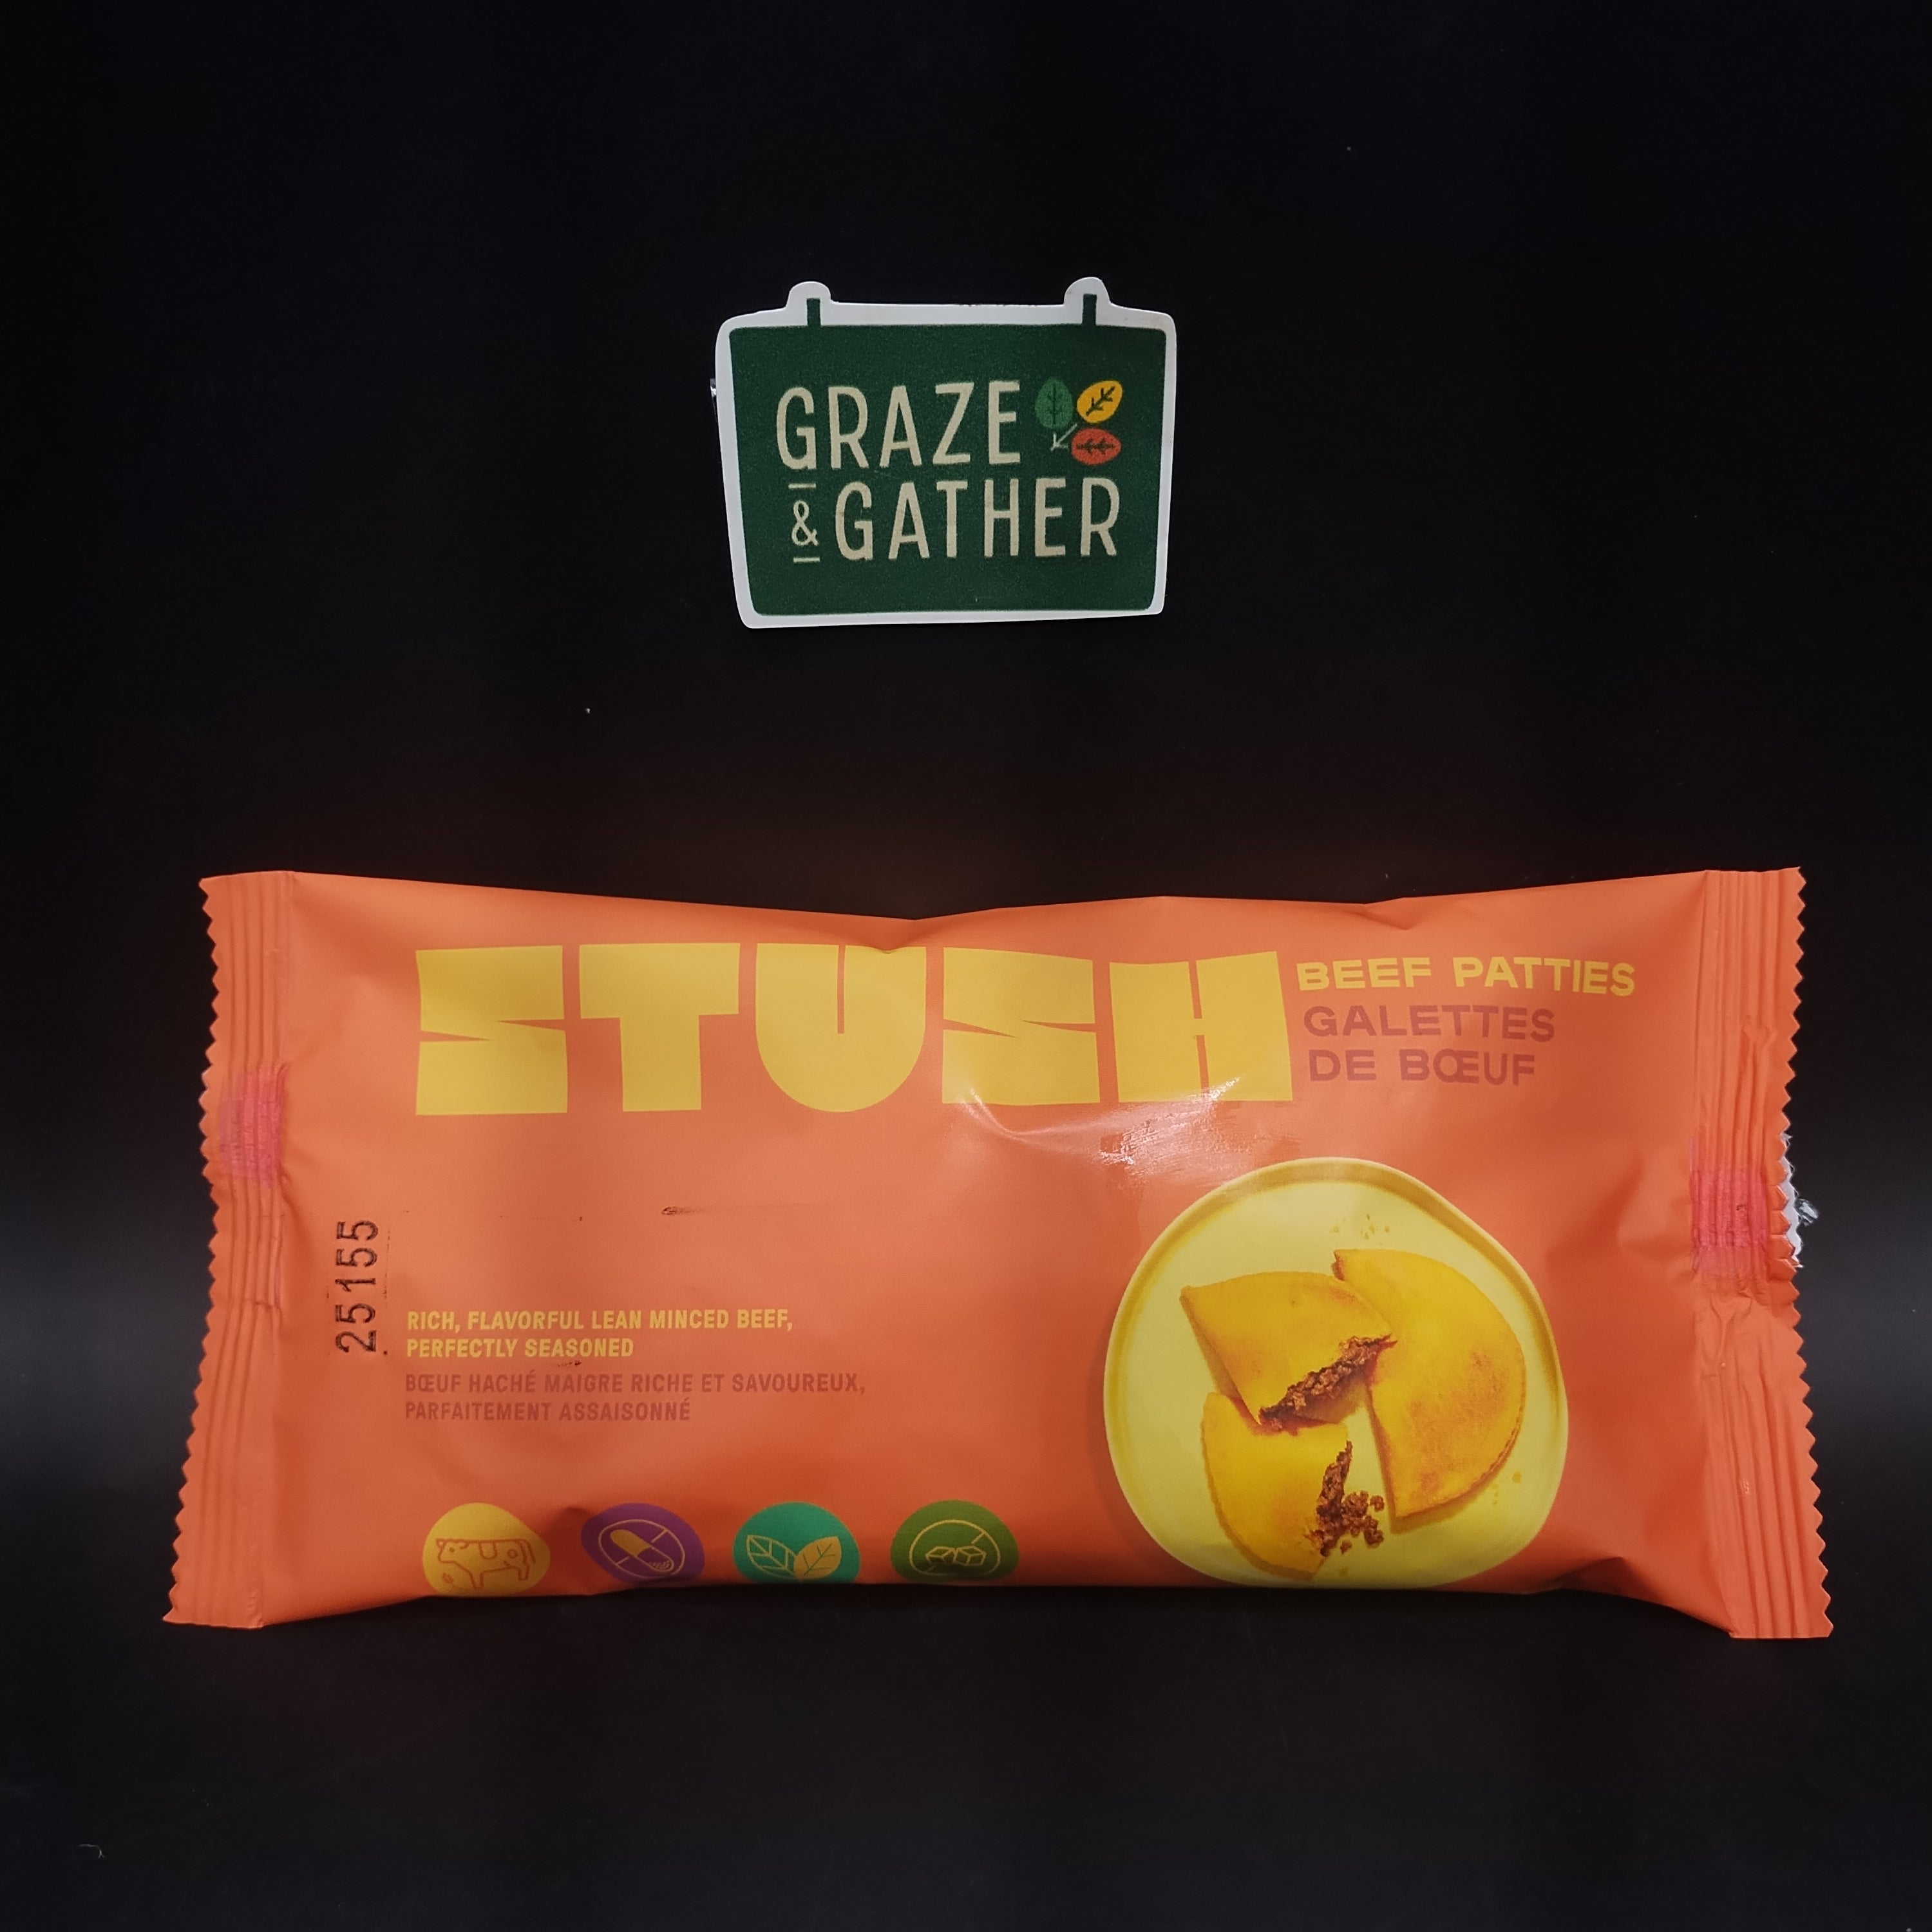 GRAZE
& GATHER
STUSH
BEEF PATTIES
GALETTES
DE BŒUF
25155
RICH, FLAVORFUL LEAN MINCED BEEF,
PERFECTLY SEASONED
BŒUF HACHÉ MAIGRE RICHE ET SAVOUREUX,
PARFAITEMENT ASSAISONNÉ